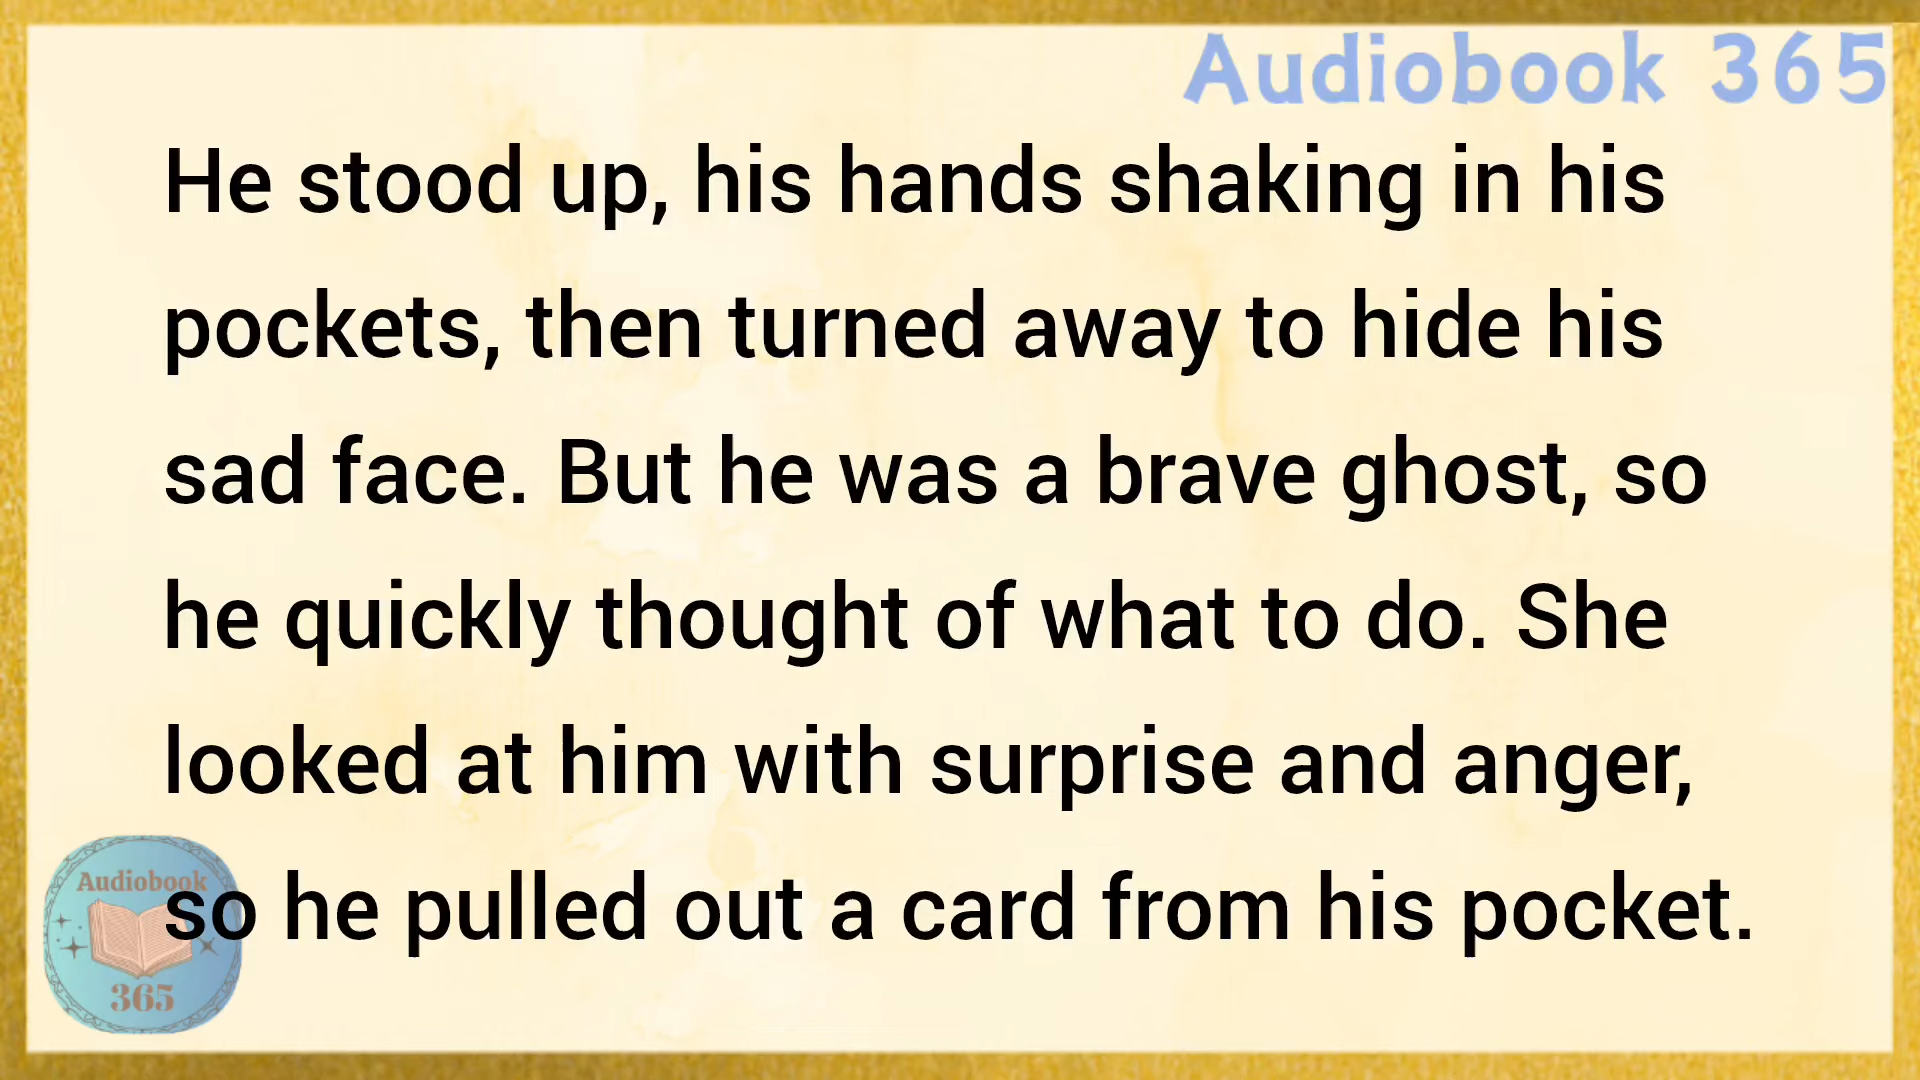 Audiobook 365
He stood up, his hands shaking in his
pockets, then turned away to hide his
sad face. But he was a brave ghost, so
he quickly thought of what to do. She
looked at him with surprise and anger,
so he pulled out a card from his pocket.
Audiobook
365